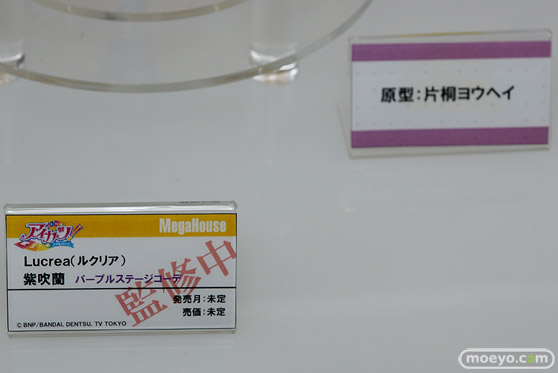 原型:片桐ヨウヘイ
アイカツ!
MegaHouse
Lucrea(ルクリア)
紫吹蘭 パープルステージコーデ
監修中
発売月:未定
売価:未定
© BNP/BANDAI DENTSU, TV TOKYO
moeyo.com